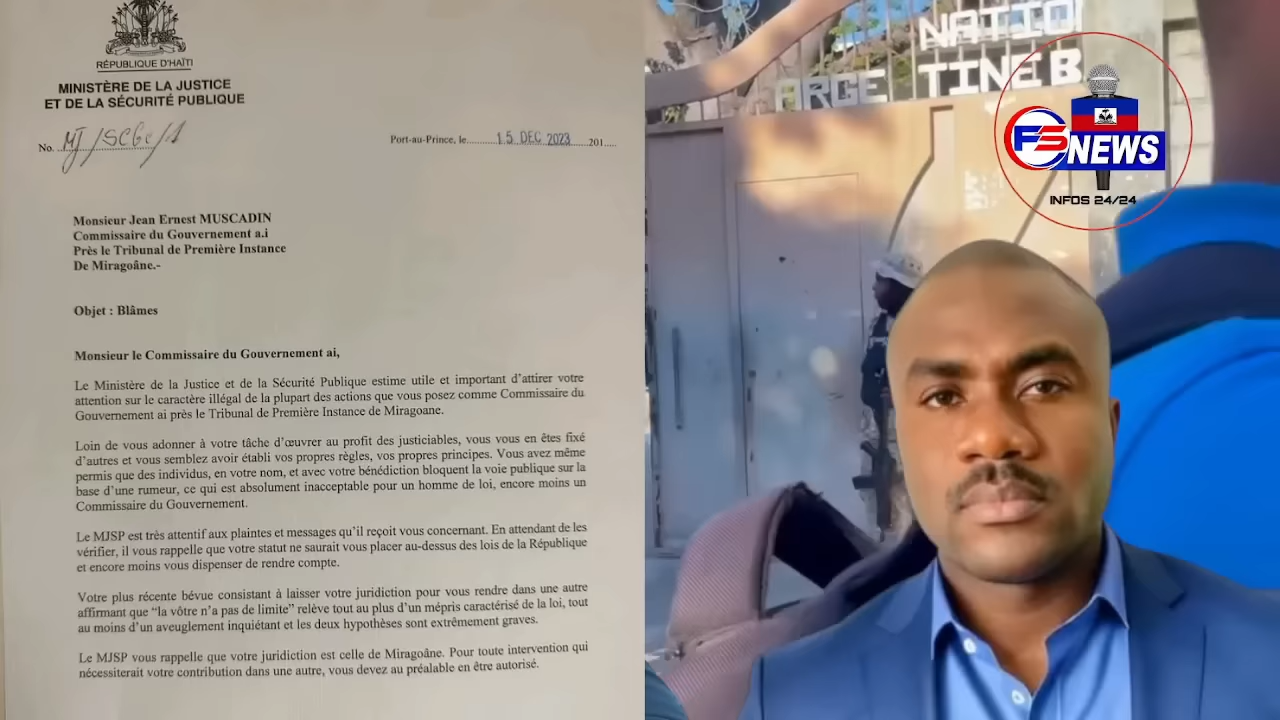 RÉPUBLIQUE D'HAÏTI
MINISTÈRE DE LA JUSTICE
ET DE LA SÉCURITÉ PUBLIQUE
No. MJ/SCGC/1
Port-au-Prince, le 15 DEC 2023 201
Monsieur Jean Ernest MUSCADIN
Commissaire du Gouvernement a.i
Près le Tribunal de Première Instance
De Miragoâne.-
Objet : Blâmes
Monsieur le Commissaire du Gouvernement ai,
Le Ministère de la Justice et de la Sécurité Publique estime utile et important d'attirer votre
attention sur le caractère illégal de la plupart des actions que vous posez comme Commissaire du
Gouvernement ai près le Tribunal de Première Instance de Miragoane.
Loin de vous adonner à votre tâche d'œuvrer au profit des justiciables, vous vous en êtes fixé
d'autres et vous semblez avoir établi vos propres règles, vos propres principes. Vous avez même
permis que des individus, en votre nom, et avec votre bénédiction bloquent la voie publique sur la
base d'une rumeur, ce qui est absolument inacceptable pour un homme de loi, encore moins un
Commissaire du Gouvernement.
Le MJSP est très attentif aux plaintes et messages qu'il reçoit vous concernant. En attendant de les
vérifier, il vous rappelle que votre statut ne saurait vous placer au-dessus des lois de la République
et encore moins vous dispenser de rendre compte.
Votre plus récente bévue consistant à laisser votre juridiction pour vous rendre dans une autre
affirmant que "la vôtre n'a pas de limite" relève tout au plus d'un mépris caractérisé de la loi, tout
au moins d'un aveuglement inquiétant et les deux hypothèses sont extrêmement graves.
Le MJSP vous rappelle que votre juridiction est celle de Miragoâne. Pour toute intervention qui
nécessiterait votre contribution dans une autre, vous devez au préalable en être autorisé.
NATIO
ARGE TINE B
FS NEWS
INFOS 24/24